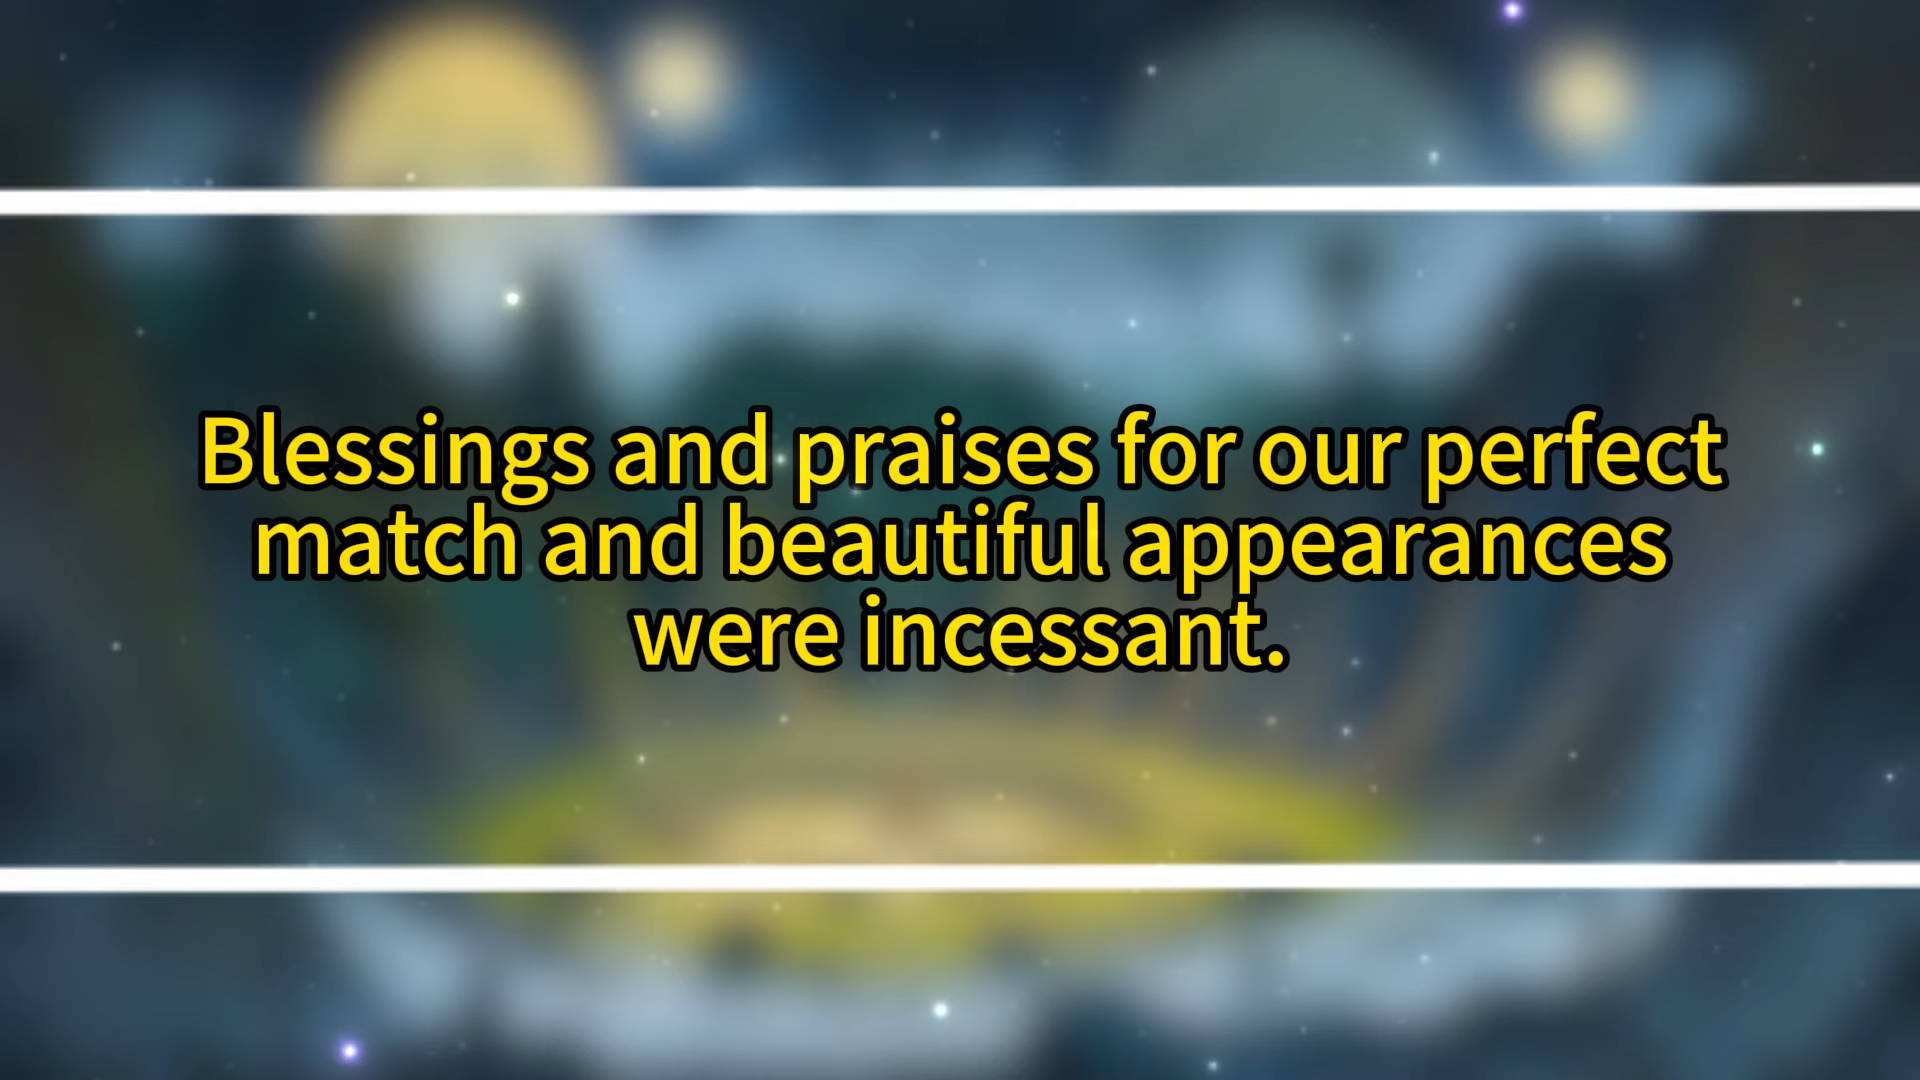 Blessings and praises for our perfect
match and beautiful appearances
were incessant.